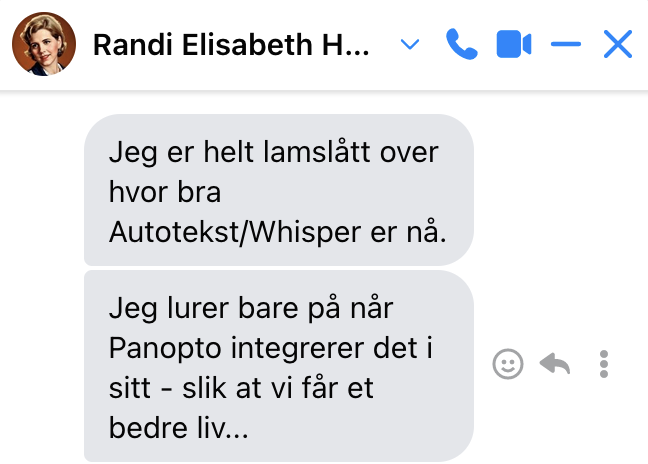 Randi Elisabeth H...
Jeg er helt lamslått over
hvor bra
Autotekst/Whisper er nå.
Jeg lurer bare på når
Panopto integrerer det i
sitt - slik at vi får et
bedre liv...